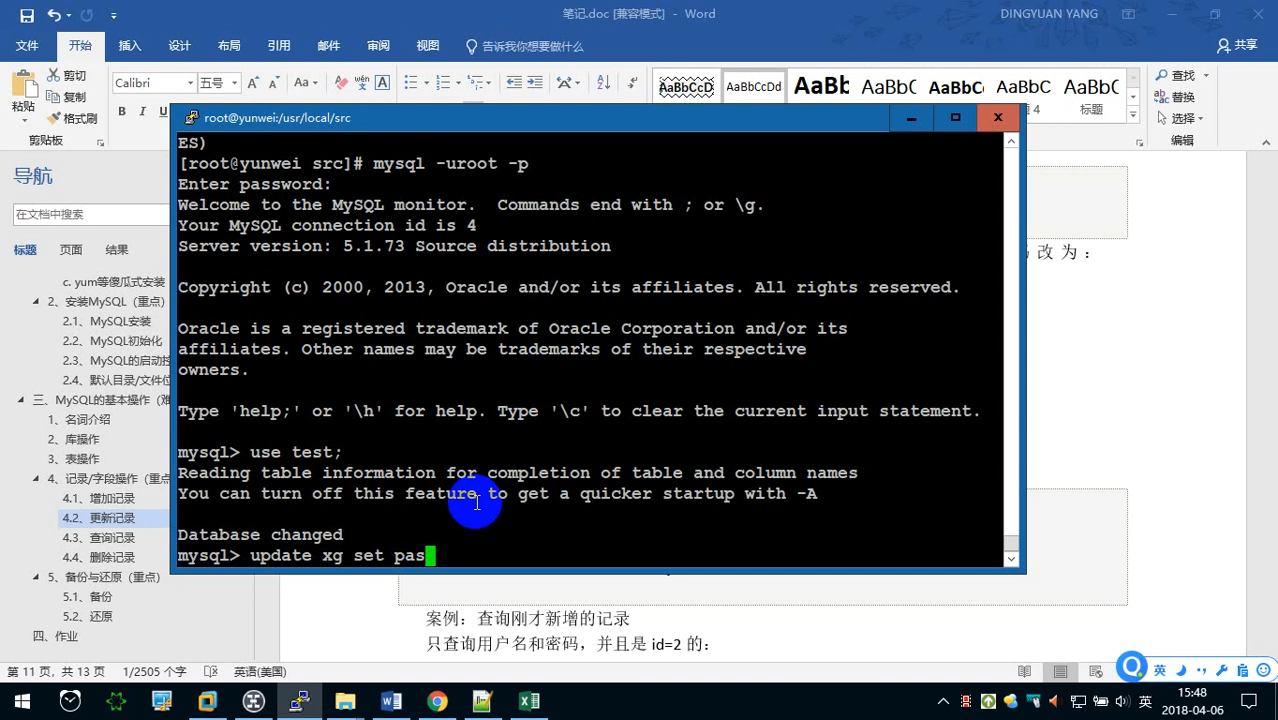 笔记.doc [兼容模式] - Word
DINGYUAN YANG
文件 开始 插入 设计 布局 引用 邮件 审阅 视图 告诉我你想要做什么 共享
粘贴
剪切
复制
格式刷
剪贴板
Calibri 五号
B I U
AaBbC AaBbCcDd AaBb AaBbC AaBbC AaBbC AaBbC
4 标题
查找
替换
选择
编辑
导航
在文档中搜索
标题 页面 结果
c. yum等傻瓜式安装
2、安装MySQL（重点）
2.1、MySQL安装
2.2、MySQL初始化
2.3、MySQL的启动控
2.4、默认目录/文件位
三、MySQL的基本操作（难
1、名词介绍
2、库操作
3、表操作
4、记录/字段操作（重点
4.1、增加记录
4.2、更新记录
4.3、查询记录
4.4、删除记录
5、备份与还原（重点）
5.1、备份
5.2、还原
四、作业
root@yunwei:/usr/local/src
ES)
[root@yunwei src]# mysql -uroot -p
Enter password:
Welcome to the MySQL monitor.  Commands end with ; or \g.
Your MySQL connection id is 4
Server version: 5.1.73 Source distribution
Copyright (c) 2000, 2013, Oracle and/or its affiliates. All rights reserved.
Oracle is a registered trademark of Oracle Corporation and/or its
affiliates. Other names may be trademarks of their respective
owners.
Type 'help;' or '\h' for help. Type '\c' to clear the current input statement.
mysql> use test;
Reading table information for completion of table and column names
You can turn off this feature to get a quicker startup with -A
Database changed
mysql> update xg set pas
改 为 ：
案例：查询刚才新增的记录
只查询用户名和密码，并且是 id=2 的：
第 11 页，共 13 页 1/2505 个字 英语(美国)
英
英
15:48
2018-04-06